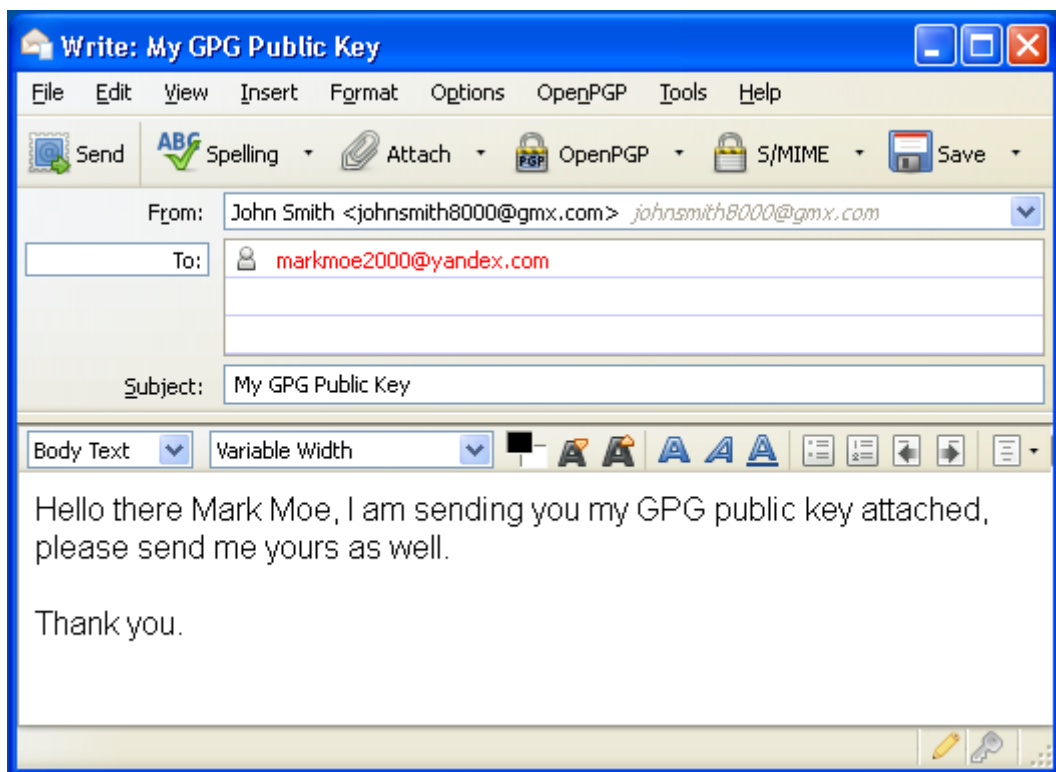 Write: My GPG Public Key
File Edit View Insert Format Options OpenPGP Tools Help
Send ABC Spelling Attach PGP OpenPGP S/MIME Save
From: John Smith <johnsmith8000@gmx.com> johnsmith8000@gmx.com
To: markmoe2000@yandex.com
Subject: My GPG Public Key
Body Text Variable Width A A A A A
Hello there Mark Moe, I am sending you my GPG public key attached,
please send me yours as well.
Thank you.